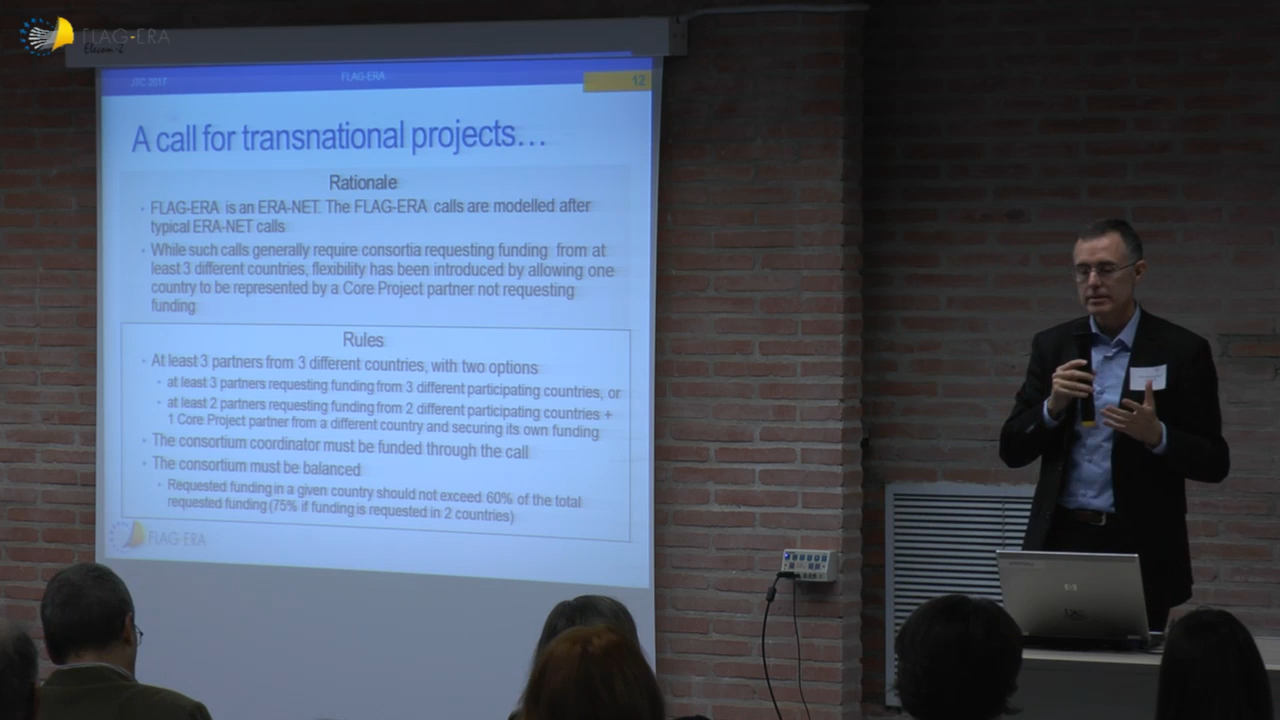 FLAG-ERA
JTC 2017
FLAG-ERA
12
A call for transnational projects…
Rationale
FLAG-ERA is an ERA-NET. The FLAG-ERA calls are modelled after
typical ERA-NET calls
While such calls generally require consortia requesting funding from at
least 3 different countries, flexibility has been introduced by allowing one
country to be represented by a Core Project partner not requesting
funding
Rules
At least 3 partners from 3 different countries, with two options
at least 3 partners requesting funding from 3 different participating countries, or
at least 2 partners requesting funding from 2 different participating countries +
1 Core Project partner from a different country and securing its own funding
The consortium coordinator must be funded through the call
The consortium must be balanced
Requested funding in a given country should not exceed 60% of the total
requested funding (75% if funding is requested in 2 countries)
FLAG-ERA
hp